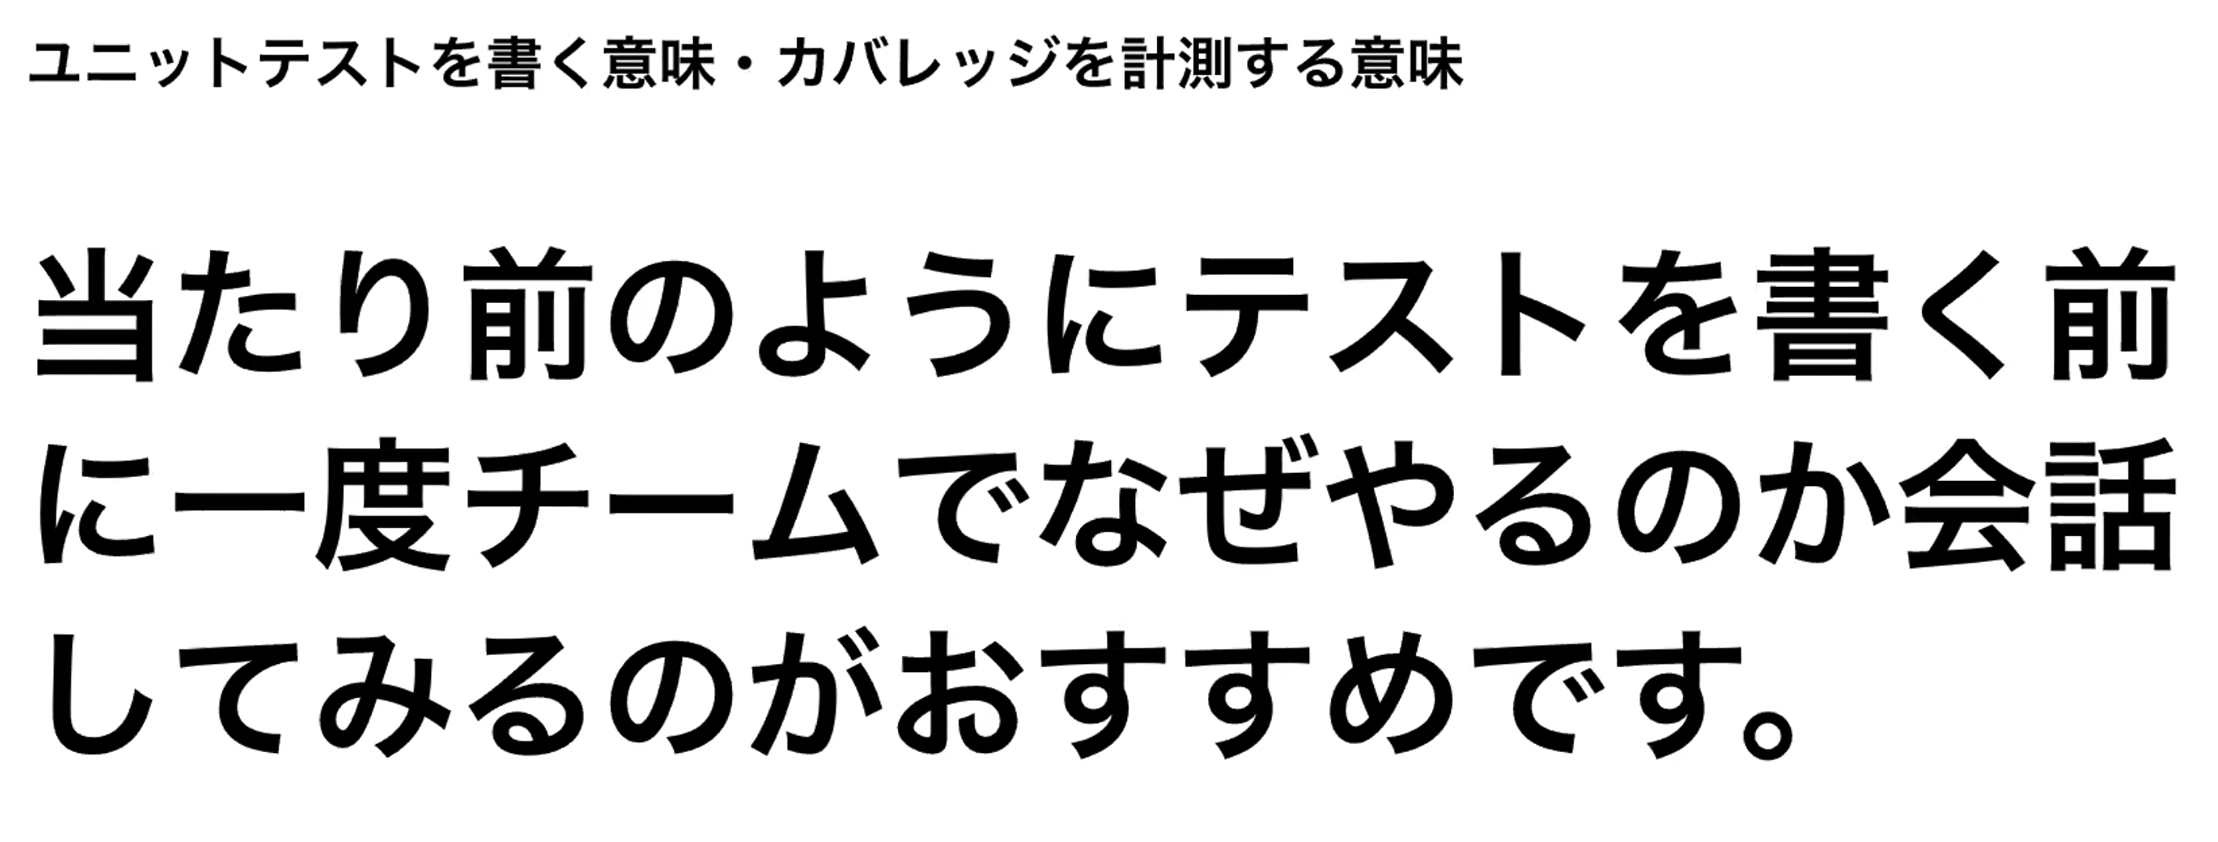 ユニットテストを書く意味・カバレッジを計測する意味
当たり前のようにテストを書く前
に一度チームでなぜやるのか会話
してみるのがおすすめです。